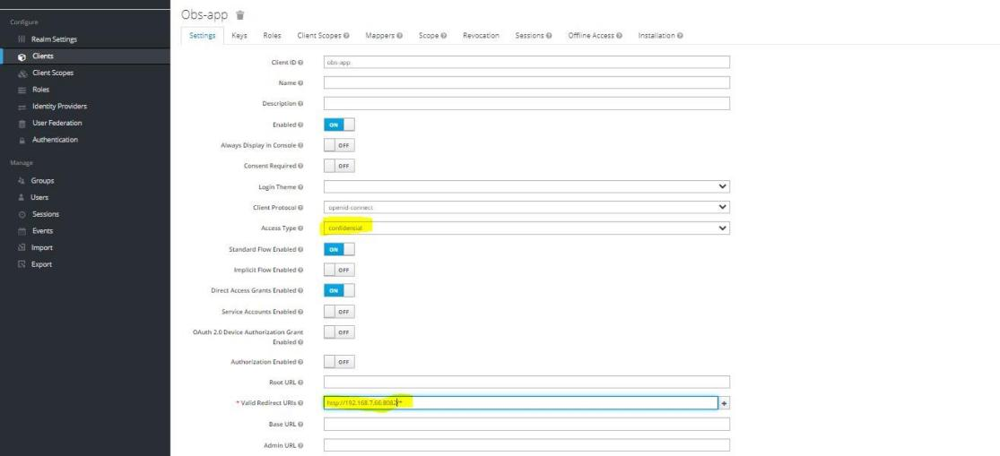 Obs-app
Configure
Realm Settings
Clients
Client Scopes
Roles
Identity Providers
User Federation
Authentication
Manage
Groups
Users
Sessions
Events
Import
Export
Settings Keys Roles Client Scopes Mappers Scope Revocation Sessions Offline Access Installation
Client ID obs-app
Name
Description
Enabled ON
Always Display in Console OFF
Consent Required OFF
Login Theme
Client Protocol openid-connect
Access Type confidential
Standard Flow Enabled ON
Implicit Flow Enabled OFF
Direct Access Grants Enabled ON
Service Accounts Enabled OFF
OAuth 2.0 Device Authorization Grant
Enabled OFF
Authorization Enabled OFF
Root URL
* Valid Redirect URIs http://192.168.7.66:8082/*
Base URL
Admin URL